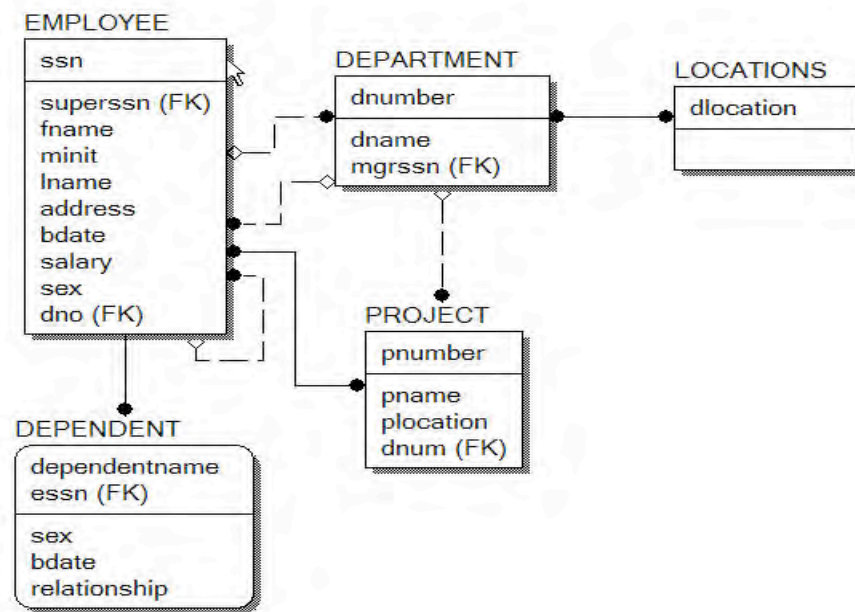 EMPLOYEE
ssn
superssn (FK)
fname
minit
lname
address
bdate
salary
sex
dno (FK)
DEPARTMENT
dnumber
dname
mgrssn (FK)
LOCATIONS
dlocation
PROJECT
pnumber
pname
plocation
dnum (FK)
DEPENDENT
dependentname
essn (FK)
sex
bdate
relationship